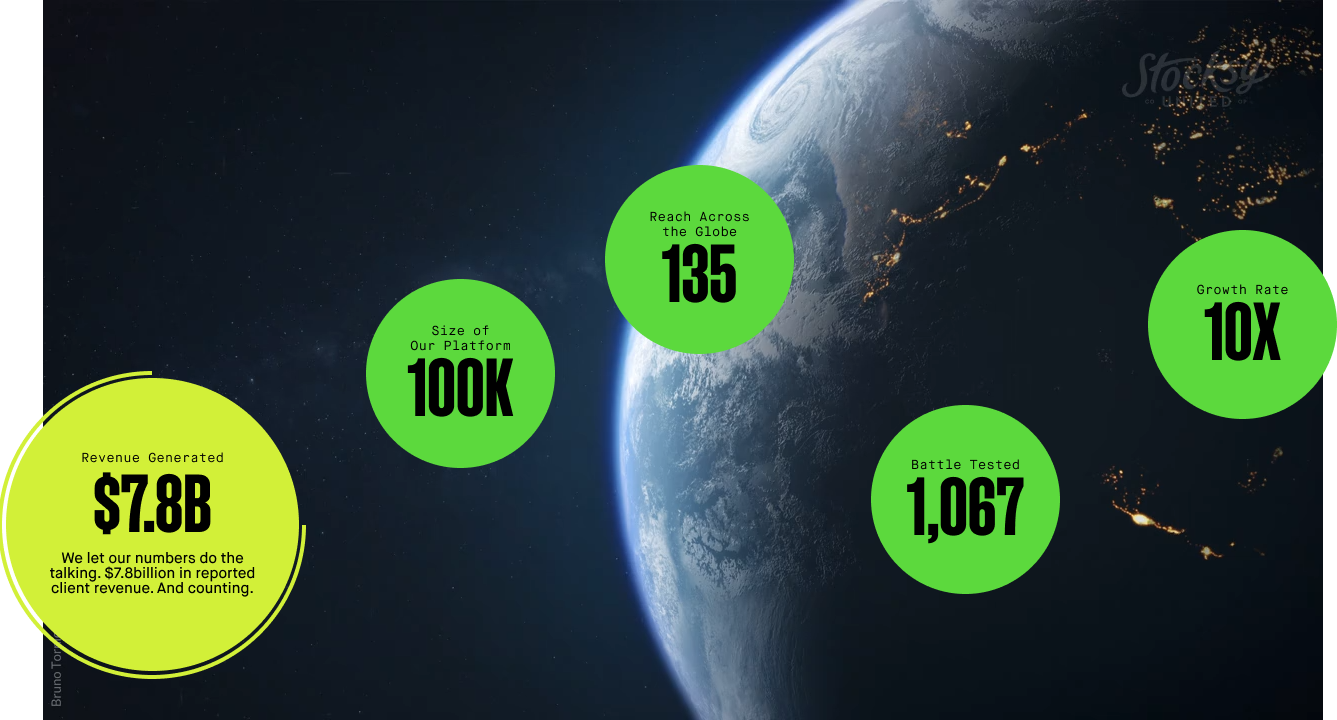 Stocksy
UNITED
Reach Across
the Globe
135
Growth Rate
10X
Size of
Our Platform
100K
Battle Tested
1,067
Revenue Generated
$7.8B
We let our numbers do the
talking. $7.8billion in reported
client revenue. And counting.
Bruno